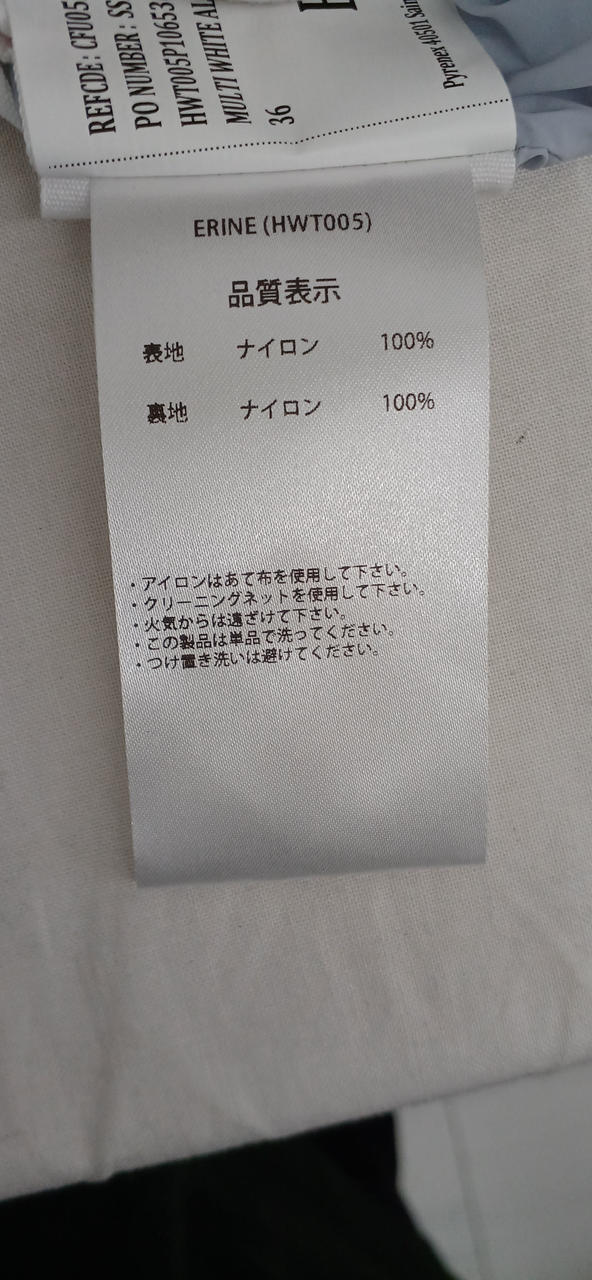 REFCDE: CF005
PO NUMBER: SS
HWT005P10653
MULTI WHITE AL
36
Pyrenex 40501
ERINE (HWT005)
品質表示
表地 ナイロン 100%
裏地 ナイロン 100%
・アイロンはあて布を使用して下さい。
・クリーニングネットを使用して下さい。
・火気からは遠ざけて下さい。
・この製品は単品で洗ってください。
・つけ置き洗いは避けてください。